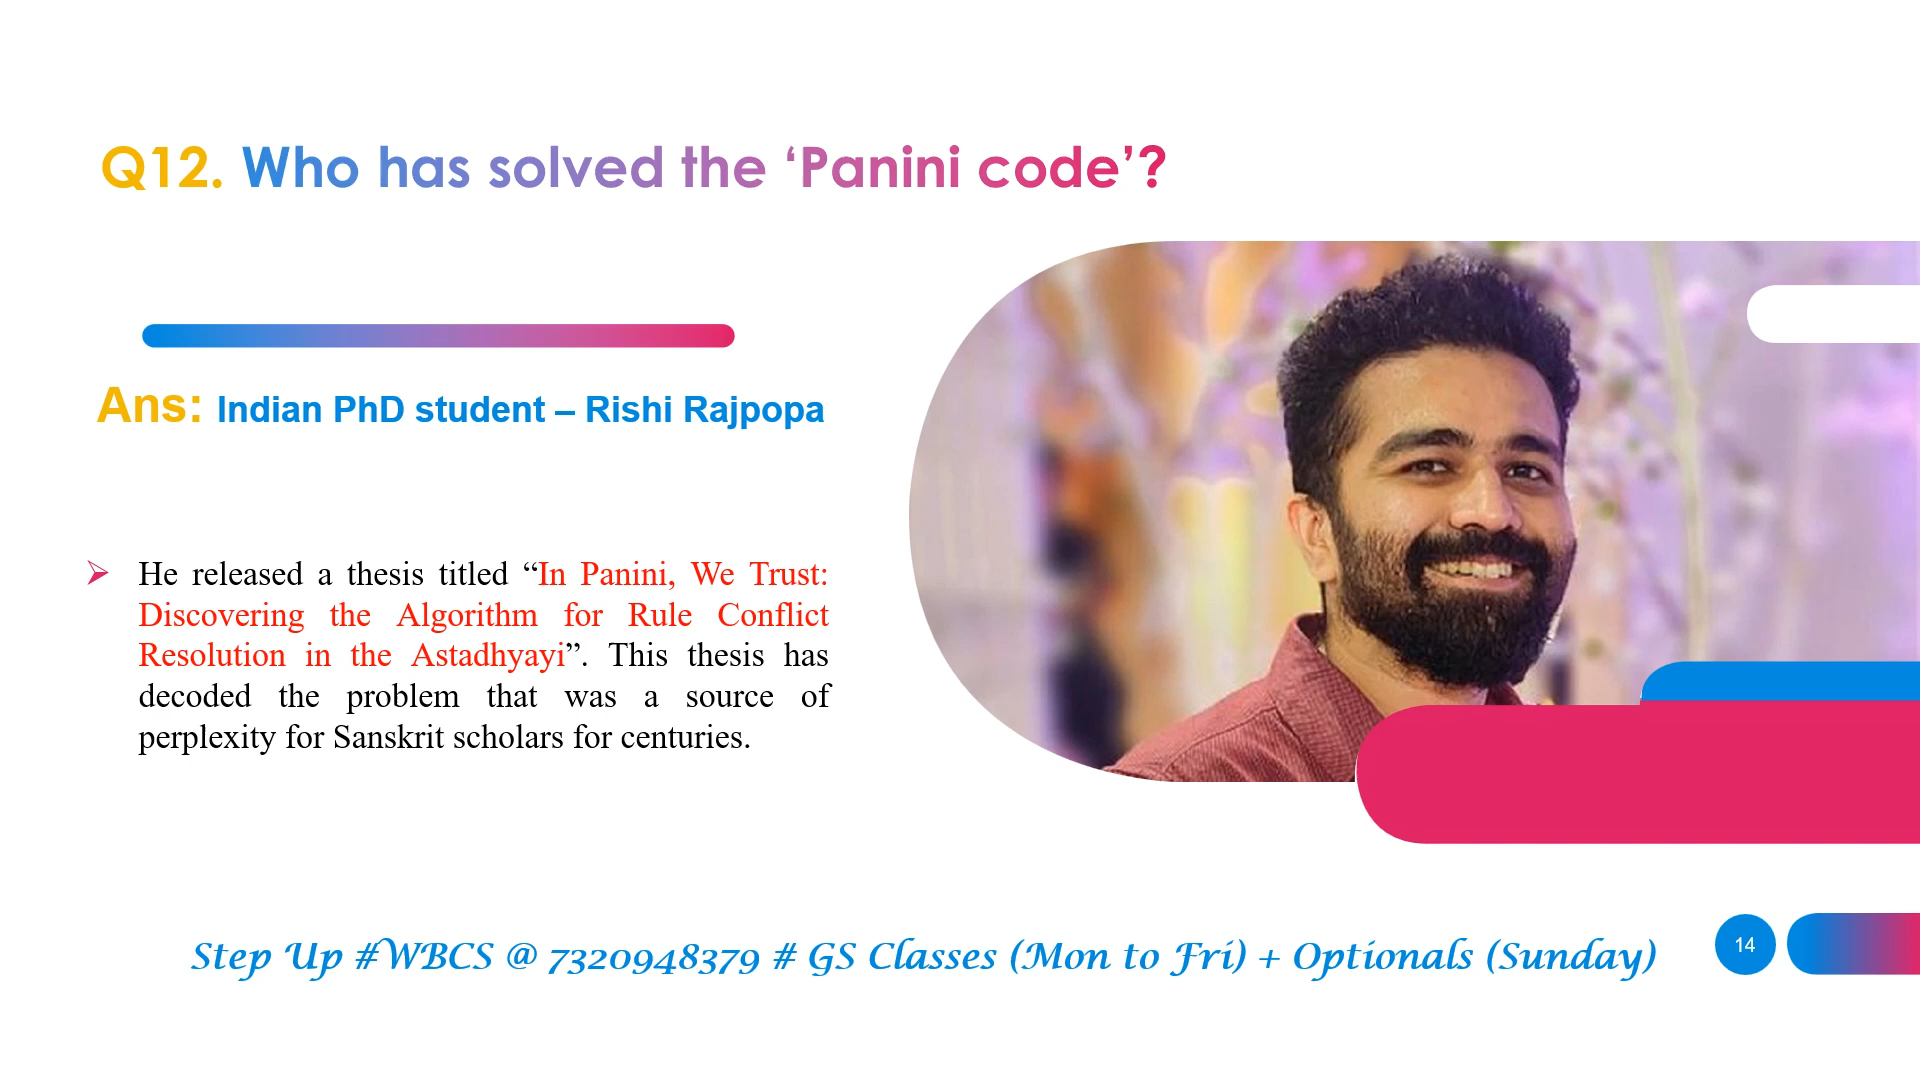 Q12. Who has solved the ‘Panini code’?
Ans: Indian PhD student – Rishi Rajpopa
➢ He released a thesis titled “In Panini, We Trust:
Discovering the Algorithm for Rule Conflict
Resolution in the Astadhyayi”. This thesis has
decoded the problem that was a source of
perplexity for Sanskrit scholars for centuries.
Step Up #WBCS @ 7320948379 # GS Classes (Mon to Fri) + Optionals (Sunday)
14